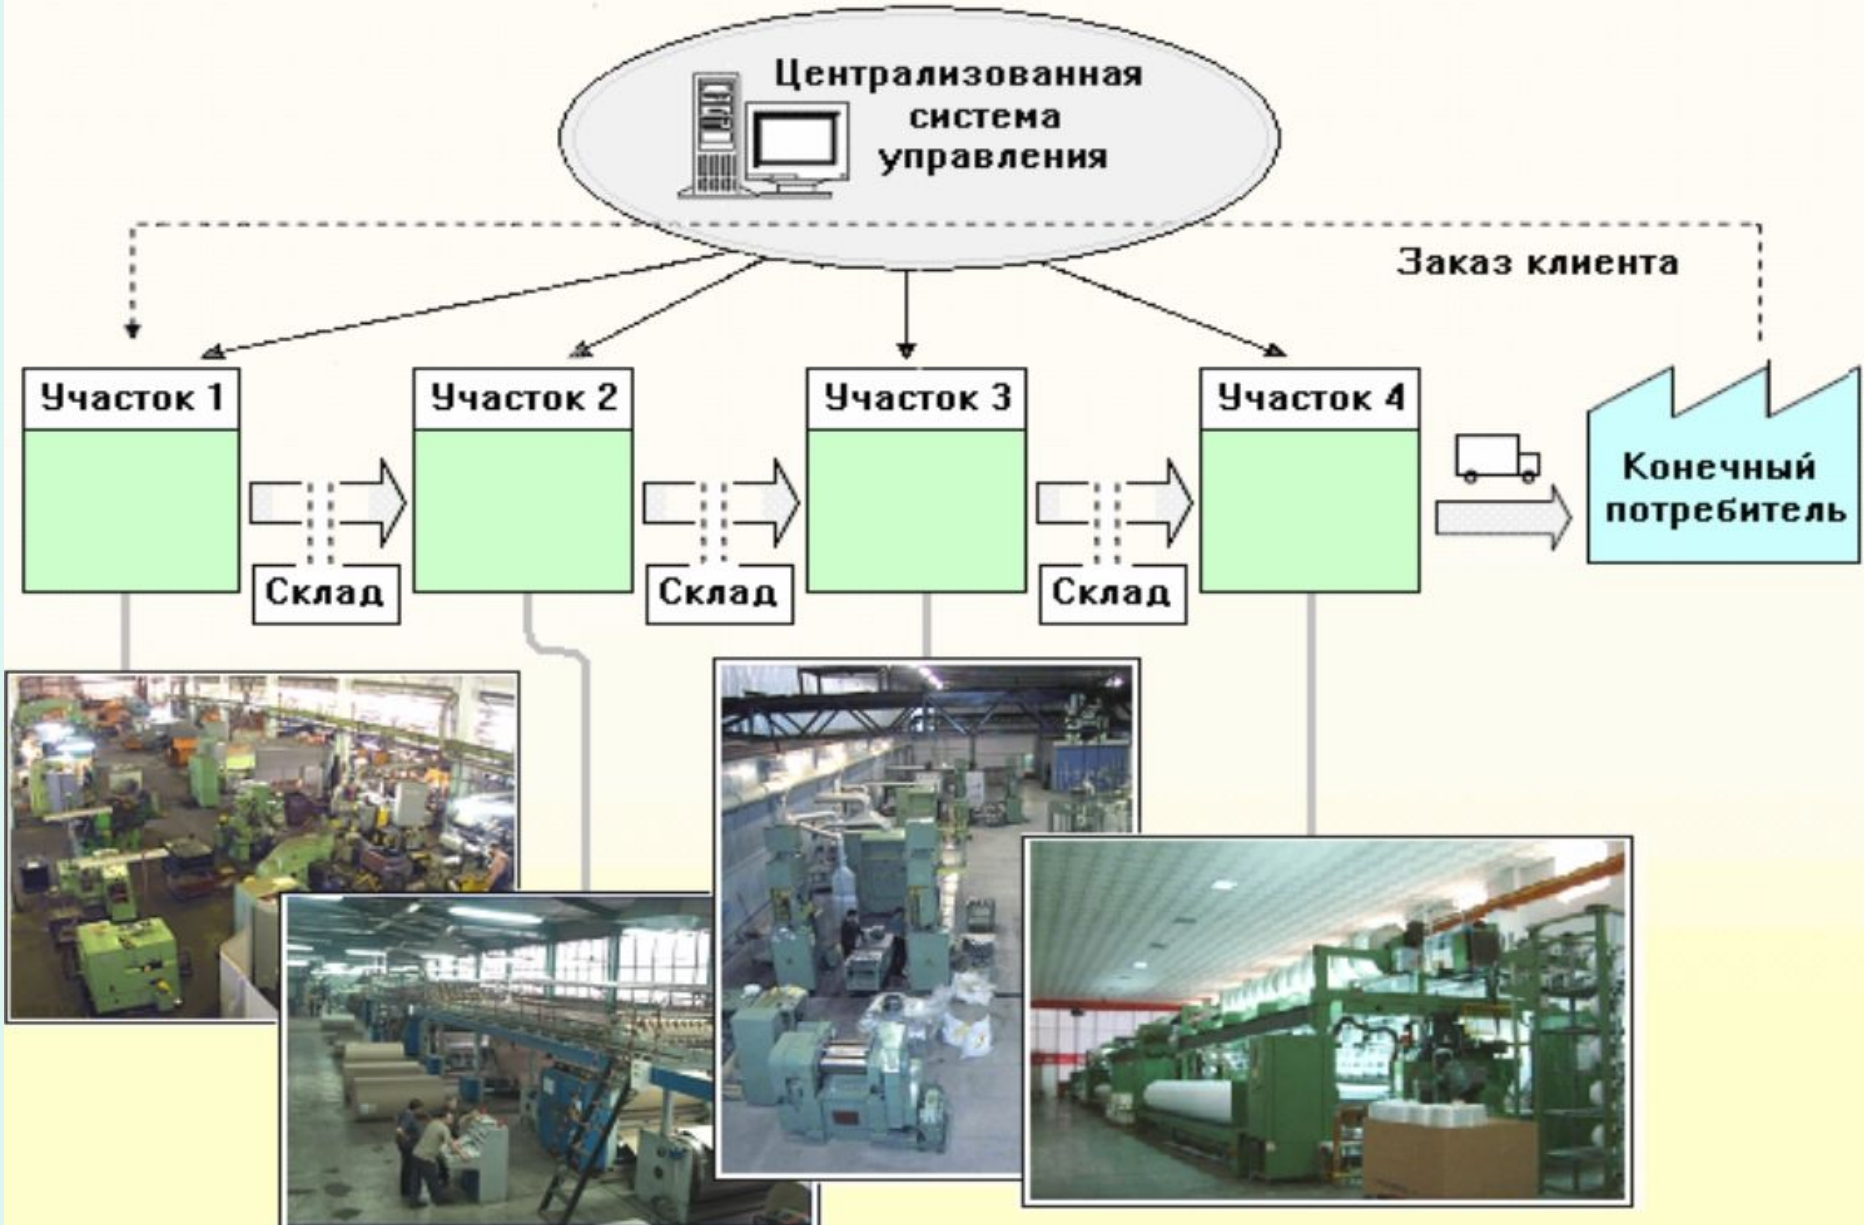 Централизованная
система
управления
Заказ клиента
Участок 1
Участок 2
Участок 3
Участок 4
Конечный
потребитель
Склад
Склад
Склад